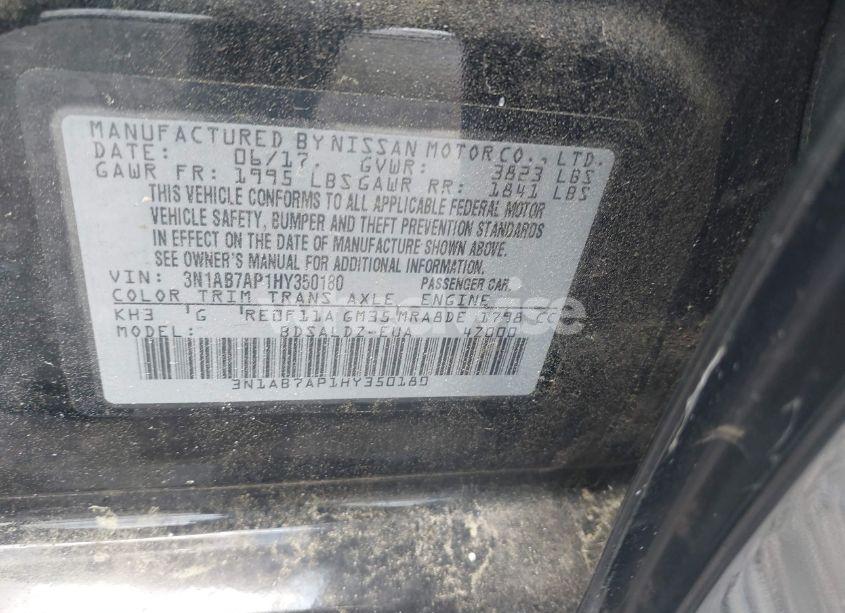 MANUFACTURED BY NISSAN MOTOR CO., LTD.
DATE: 06/17. GVWR: 3823 LBS
GAWR FR: 1995 LBS GAWR RR: 1841 LBS
THIS VEHICLE CONFORMS TO ALL APPLICABLE FEDERAL MOTOR
VEHICLE SAFETY, BUMPER AND THEFT PREVENTION STANDARDS
IN EFFECT ON THE DATE OF MANUFACTURE SHOWN ABOVE.
SEE OWNER'S MANUAL FOR ADDITIONAL INFORMATION.
VIN: 3N1AB7AP1HY350180 PASSENGER CAR.
COLOR TRIM TRANS AXLE ENGINE
KH3 G RE0F11A GM35 MRA8DE 1798 CC
MODEL: BDSALDZ-EUA 42000
3N1AB7AP1HY350180